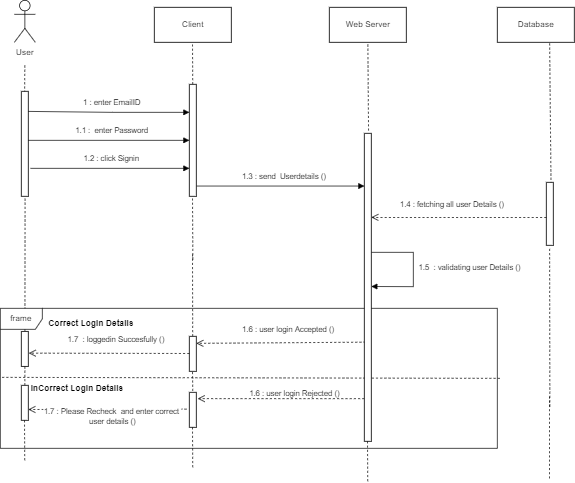 User
Client
Web Server
Database
1 : enter EmailID
1.1 : enter Password
1.2 : click Signin
1.3 : send Userdetails ()
1.4 : fetching all user Details ()
1.5 : validating user Details ()
frame
Correct Login Details
1.6 : user login Accepted ()
1.7 : loggedin Succesfully ()
InCorrect Login Details
1.6 : user login Rejected ()
1.7 : Please Recheck and enter correct
user details ()